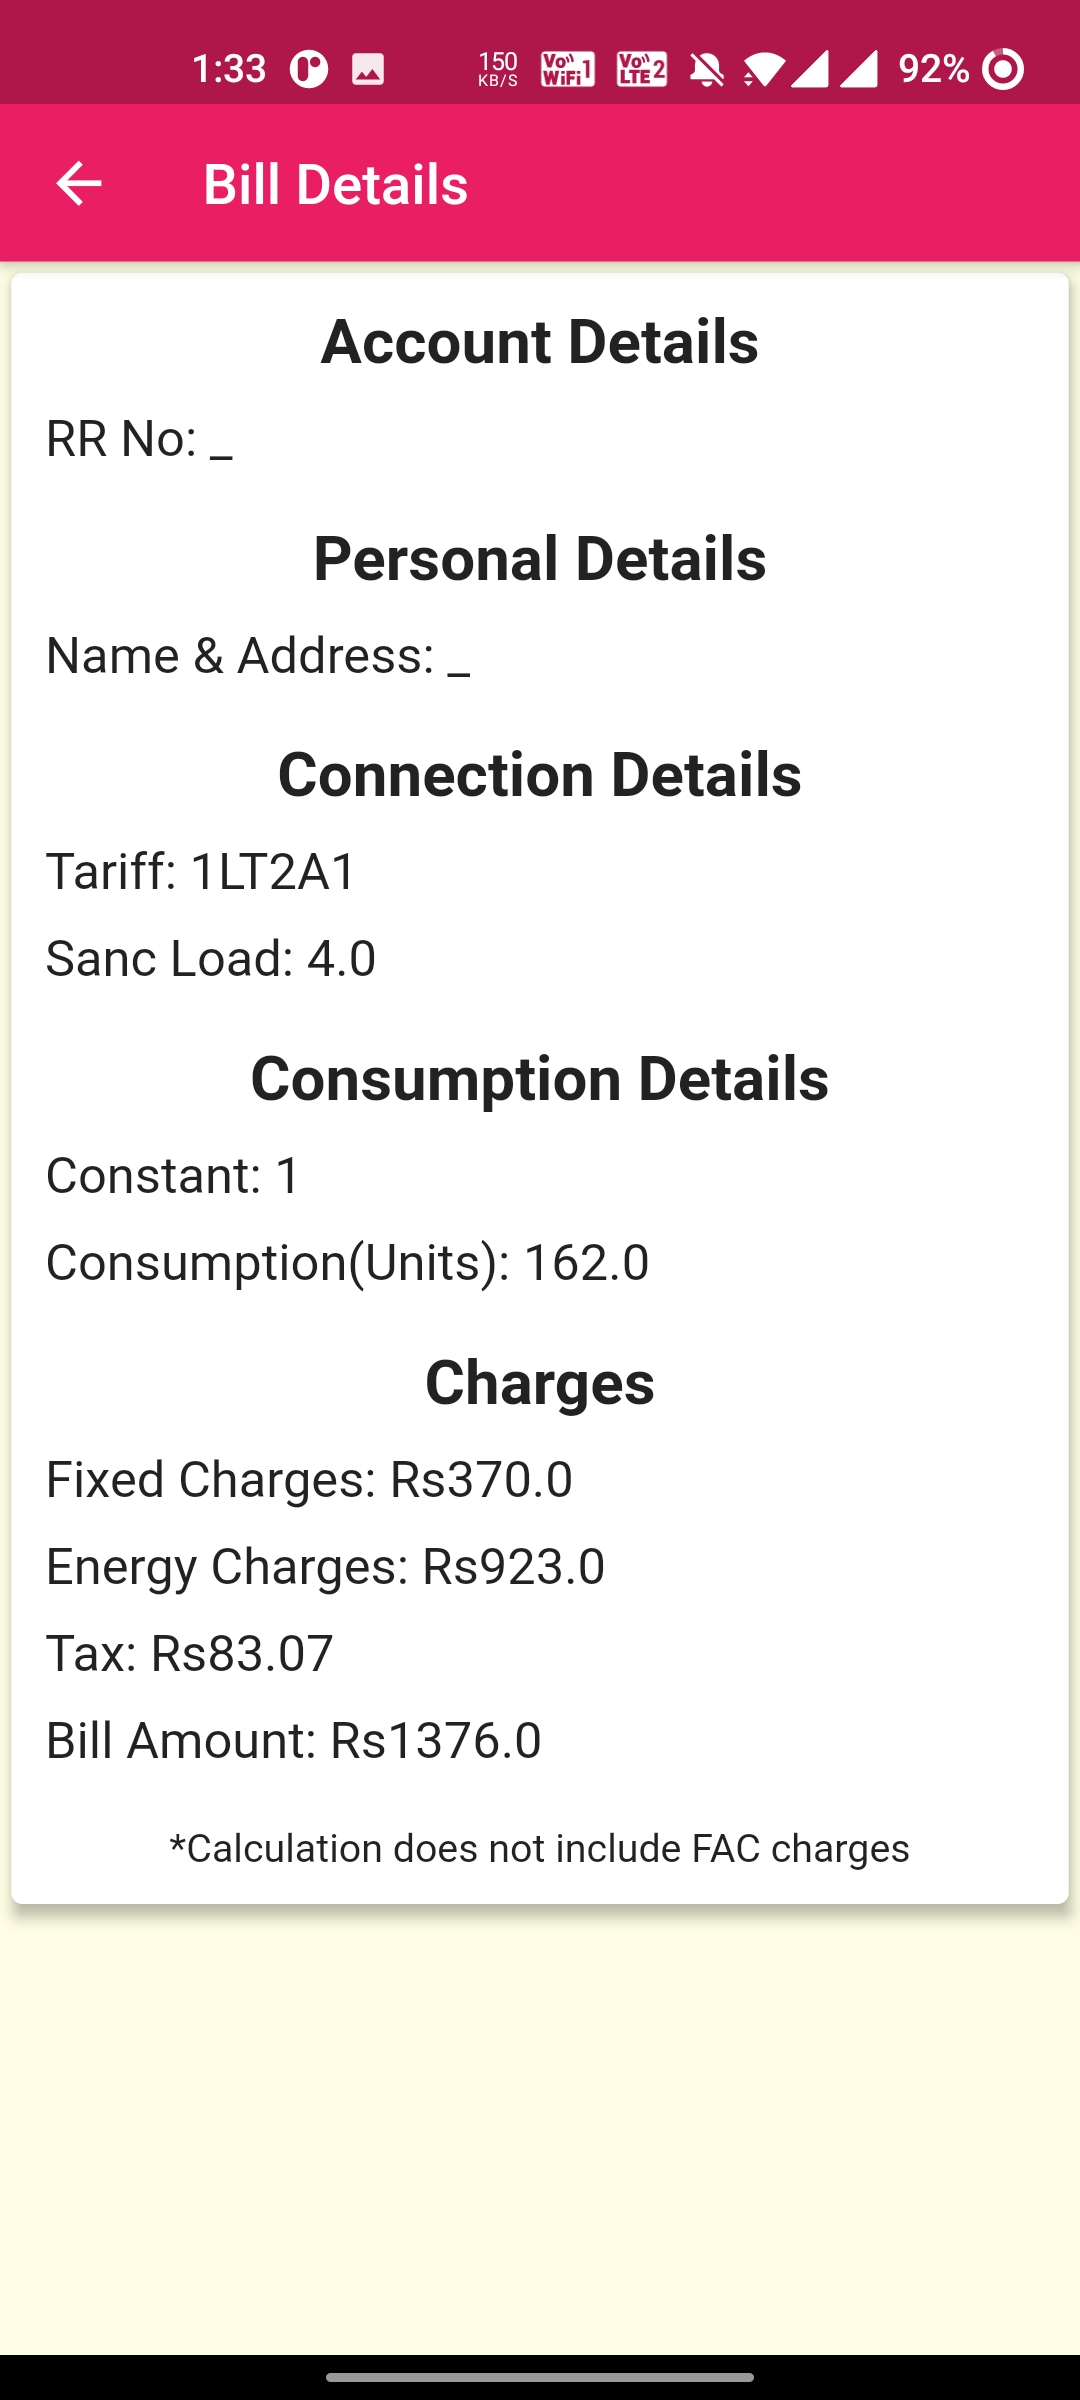 1:33
150
KB/S
Vo
WiFi 1
Vo
LTE 2
92%
Bill Details
Account Details
RR No: _
Personal Details
Name & Address: _
Connection Details
Tariff: 1LT2A1
Sanc Load: 4.0
Consumption Details
Constant: 1
Consumption(Units): 162.0
Charges
Fixed Charges: Rs370.0
Energy Charges: Rs923.0
Tax: Rs83.07
Bill Amount: Rs1376.0
*Calculation does not include FAC charges